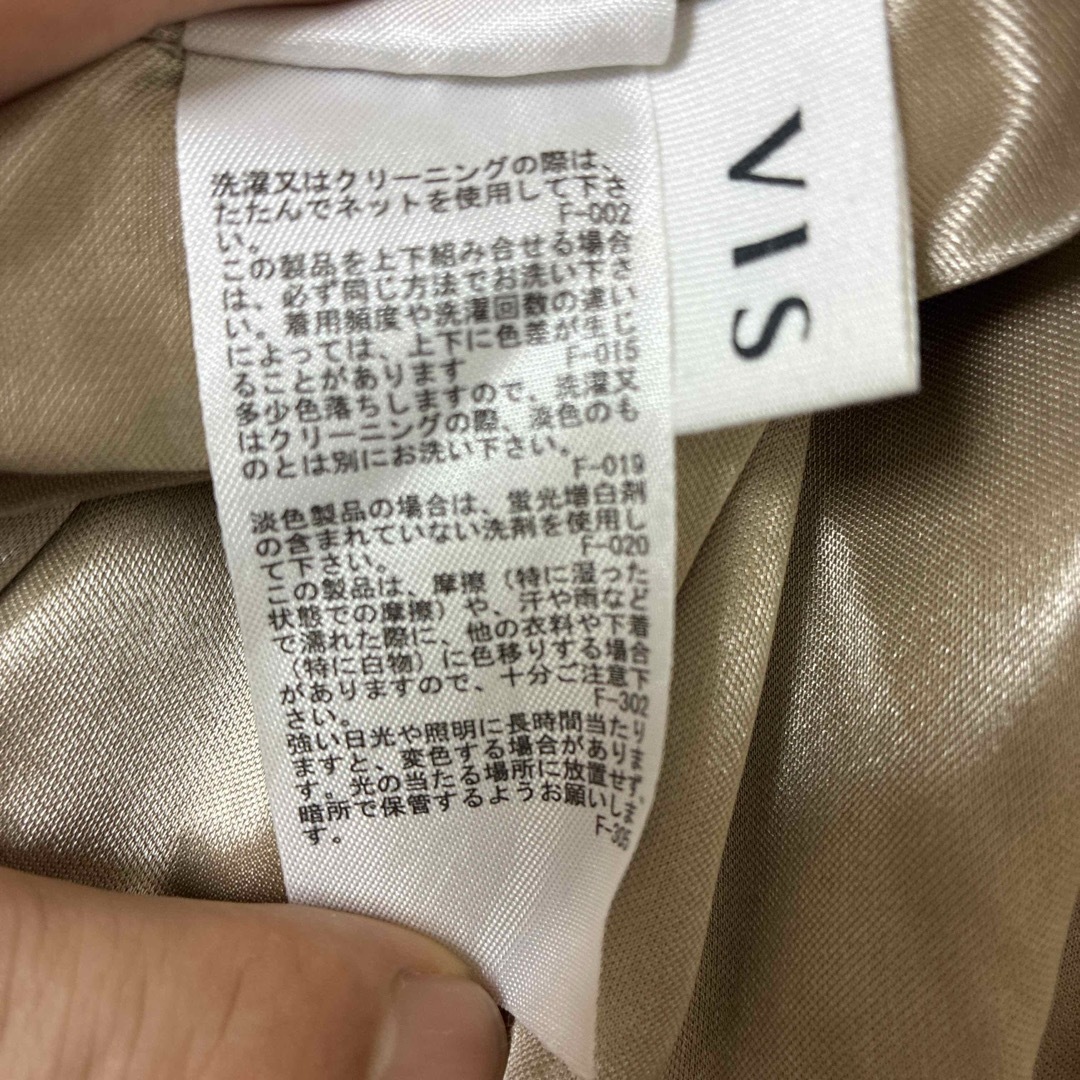 洗濯又はクリーニングの際は、
たたんでネットを使用して下さ
い。
F-002
この製品を上下組み合せる場合
は、必ず同じ方法でお洗い下さ
い。着用頻度や洗濯回数の違い
によっては、上下に色差が生じ
ることがあります
F-015
多少色落ちしますので、洗濯又
はクリーニングの際、淡色のも
のとは別にお洗い下さい。
F-019
淡色製品の場合は、蛍光増白剤
の含まれていない洗剤を使用し
て下さい。
F-020
この製品は、摩擦（特に湿った
状態での摩擦）や、汗や雨など
で濡れた際に、他の衣料や下着
（特に白物）に色移りする場合
がありますので、十分ご注意下
さい。
F-302
強い日光や照明に長時間当たり
ますと、変色する場合がありま
す。光の当たる場所に放置せず、
暗所で保管するようお願いしま
す。
F-305
VIS